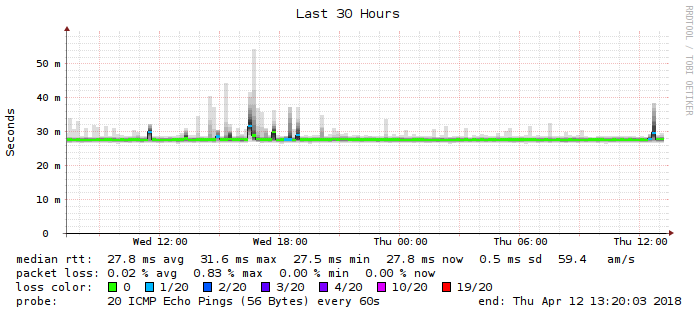 Last 30 Hours
RRDTOOL / TOBI OETIKER
Seconds
50 m
40 m
30 m
20 m
10 m
0
Wed 12:00 Wed 18:00 Thu 00:00 Thu 06:00 Thu 12:00
median rtt: 27.8 ms avg 31.6 ms max 27.5 ms min 27.8 ms now 0.5 ms sd 59.4 am/s
packet loss: 0.02 % avg 0.83 % max 0.00 % min 0.00 % now
loss color: 0 1/20 2/20 3/20 4/20 10/20 19/20
probe: 20 ICMP Echo Pings (56 Bytes) every 60s end: Thu Apr 12 13:20:03 2018